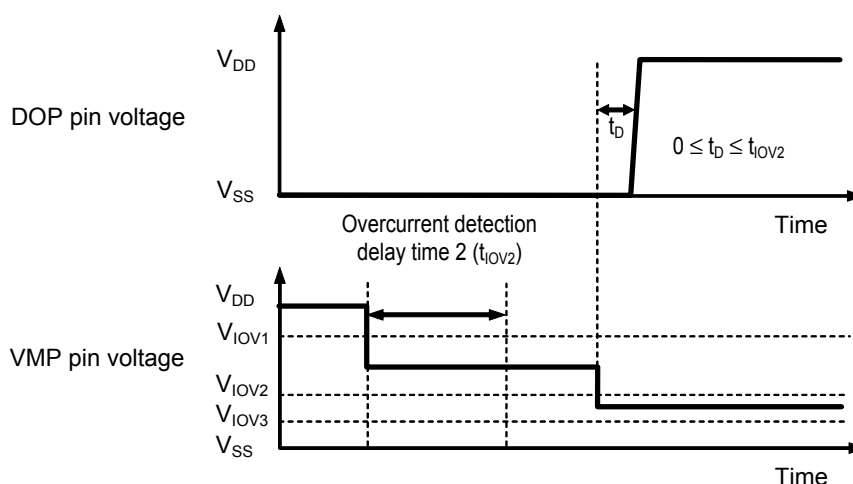 V_DD
DOP pin voltage
t_D
0 ≤ t_D ≤ t_IOV2
V_SS
Time
Overcurrent detection
delay time 2 (t_IOV2)
V_DD
V_IOV1
VMP pin voltage
V_IOV2
V_IOV3
V_SS
Time